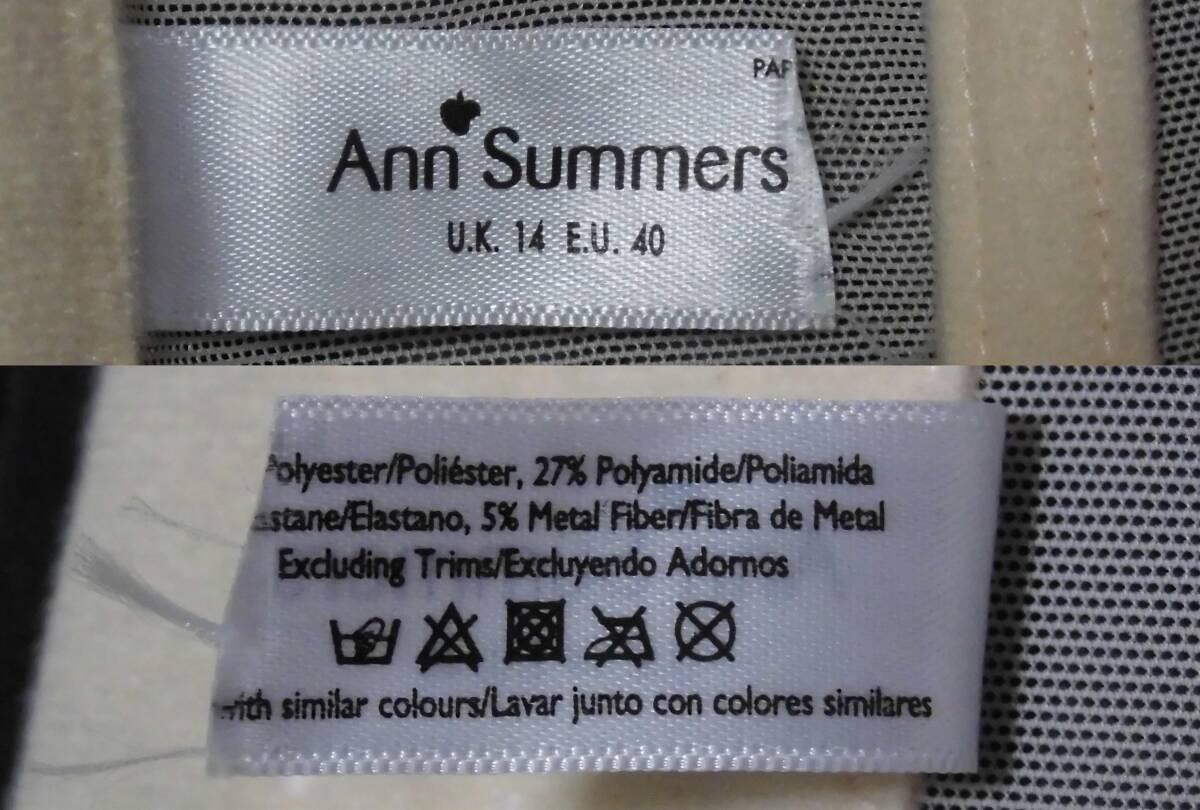 PAF
Ann Summers
U.K. 14 E.U. 40
Polyester/Poliéster, 27% Polyamide/Poliamida
stane/Elastano, 5% Metal Fiber/Fibra de Metal
Excluding Trims/Excluyendo Adornos
with similar colours/Lavar junto con colores similares